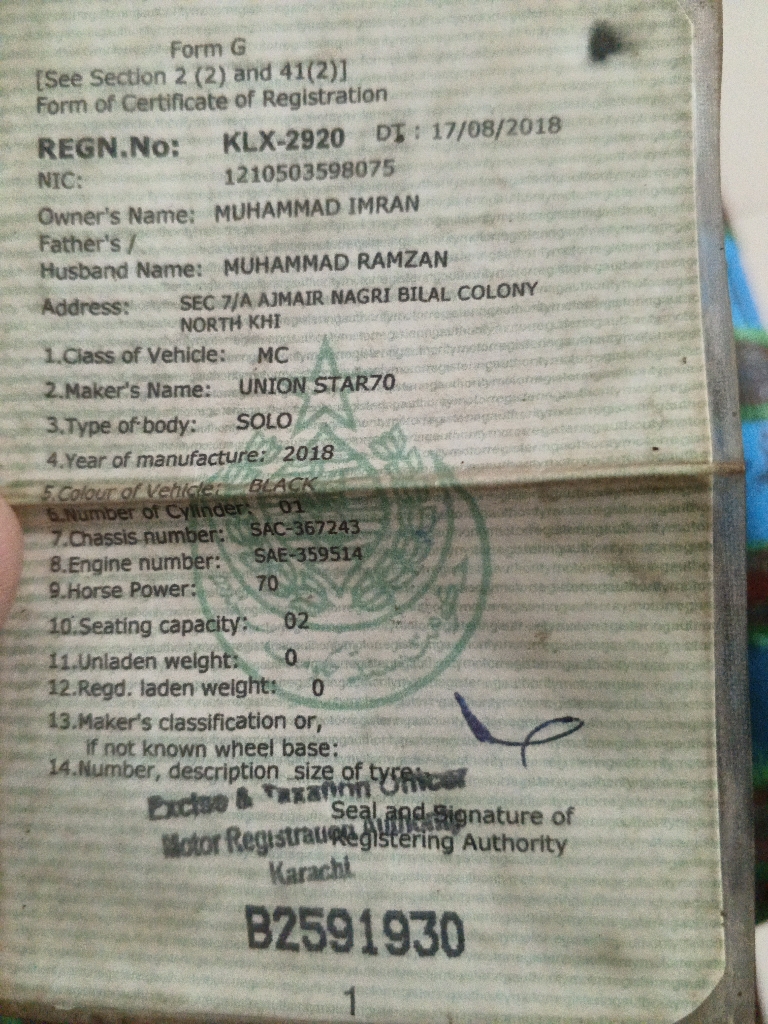 Form G
[See Section 2 (2) and 41(2)]
Form of Certificate of Registration
REGN.No: KLX-2920 DT : 17/08/2018
NIC: 1210503598075
Owner's Name: MUHAMMAD IMRAN
Father's /
Husband Name: MUHAMMAD RAMZAN
Address: SEC 7/A AJMAIR NAGRI BILAL COLONY
NORTH KHI
1.Class of Vehicle: MC
2.Maker's Name: UNION STAR70
3.Type of body: SOLO
4.Year of manufacture: 2018
5.Colour of Vehicle: BLACK
6.Number of Cylinder: 01
7.Chassis number: SAC-367243
8.Engine number: SAE-359514
9.Horse Power: 70
10.Seating capacity: 02
11.Unladen weight: 0
12.Regd. laden weight: 0
13.Maker's classification or,
if not known wheel base:
14.Number, description size of tyre:
Excise & Taxation Officer
Seal and Signature of
Motor Registration Authority
Registering Authority
Karachi
B2591930
1